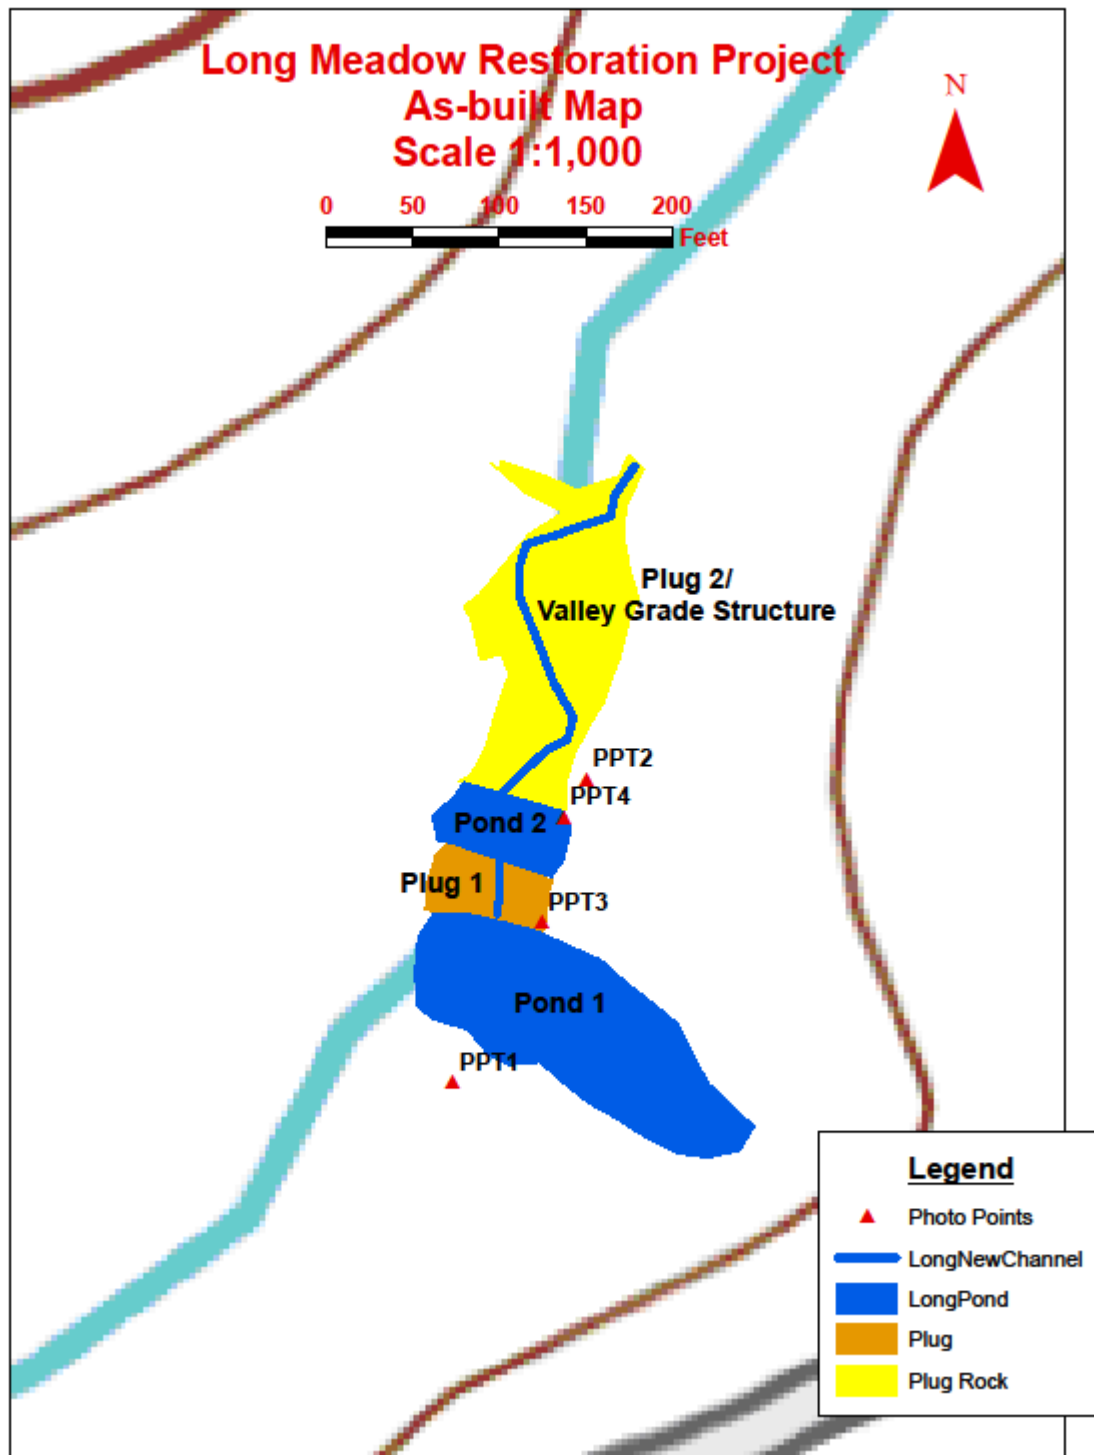 Long Meadow Restoration Project
As-built Map
Scale 1:1,000
N
0 50 100 150 200
Feet
Plug 2/
Valley Grade Structure
PPT2
PPT4
Pond 2
Plug 1
PPT3
Pond 1
PPT1
Legend
Photo Points
LongNewChannel
LongPond
Plug
Plug Rock